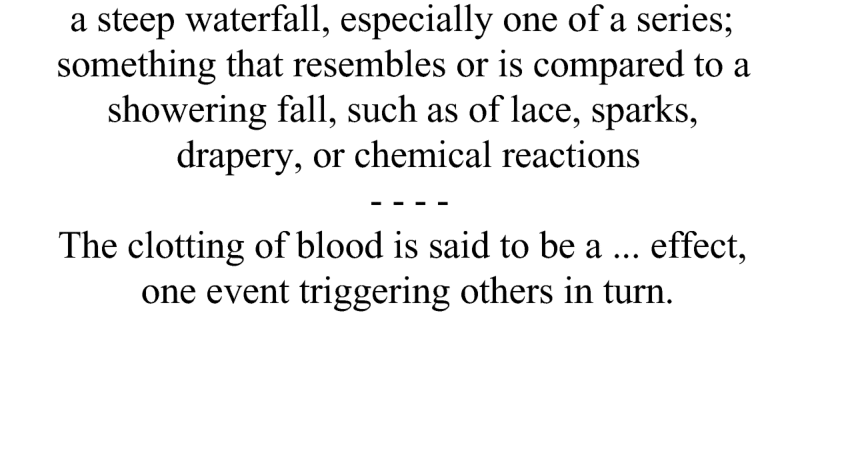 a steep waterfall, especially one of a series;
something that resembles or is compared to a
showering fall, such as of lace, sparks,
drapery, or chemical reactions
- - - -
The clotting of blood is said to be a ... effect,
one event triggering others in turn.